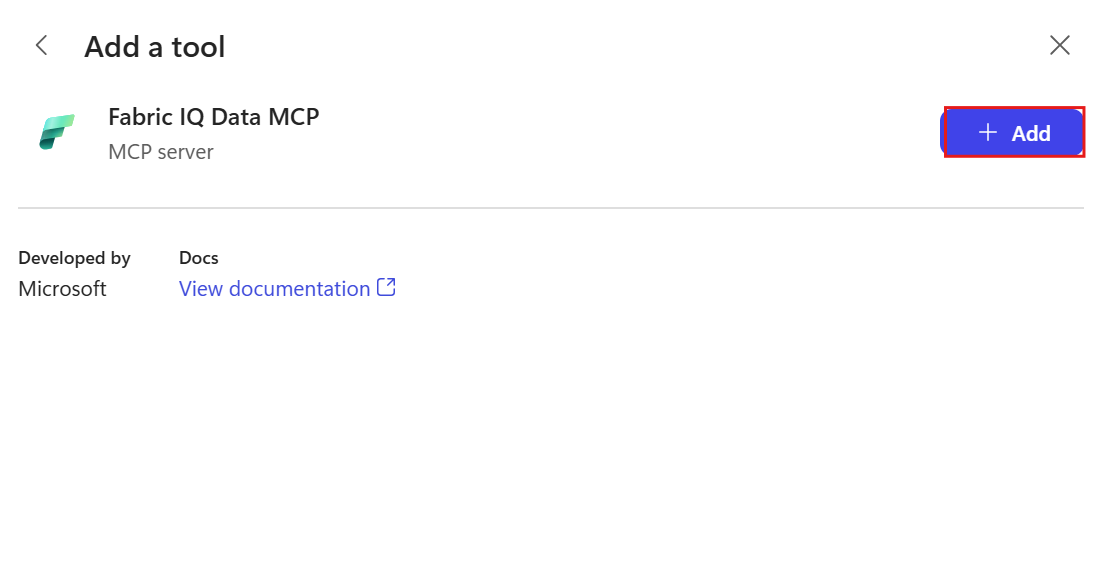 Add a tool
Fabric IQ Data MCP
MCP server
Add
Developed by
Docs
Microsoft
View documentation